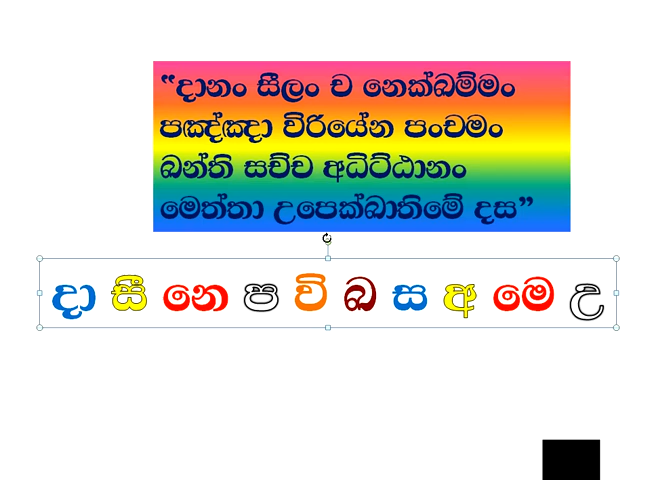 “දානං සීලං ච නෙක්ඛම්මං
පඤ්ඤා විරියේන පංචමං
ඛන්ති සච්ච අධිට්ඨානං
මෙත්තා උපෙක්ඛාතිමේ දස”
දා සී නෙ ප වි ඛ ස අ මෙ උ